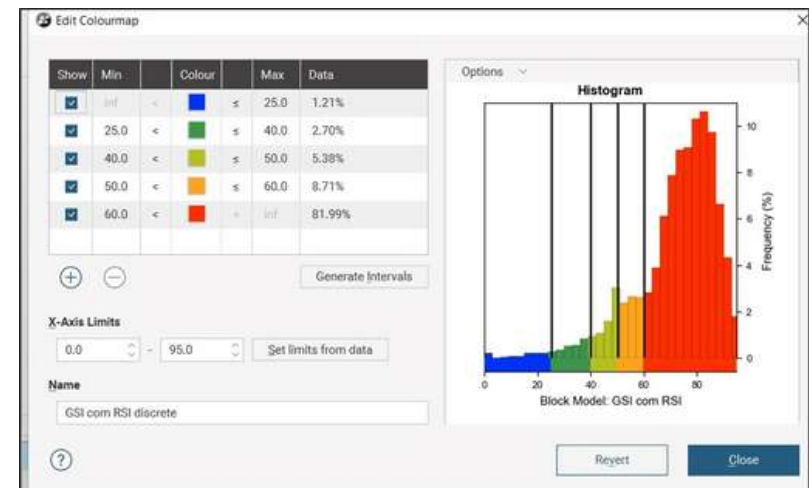 Edit Colourmap
Show Min Colour Max Data
inf < ≤ 25.0 1.21%
25.0 < ≤ 40.0 2.70%
40.0 < ≤ 50.0 5.38%
50.0 < ≤ 60.0 8.71%
60.0 < < inf 81.99%
Generate Intervals
X-Axis Limits
0.0 - 95.0 Set limits from data
Name
GSI com RSI discrete
Options
Histogram
10
8
6
4
2
0
Frequency (%)
0 20 40 60 80
Block Model: GSI com RSI
? Revert Close